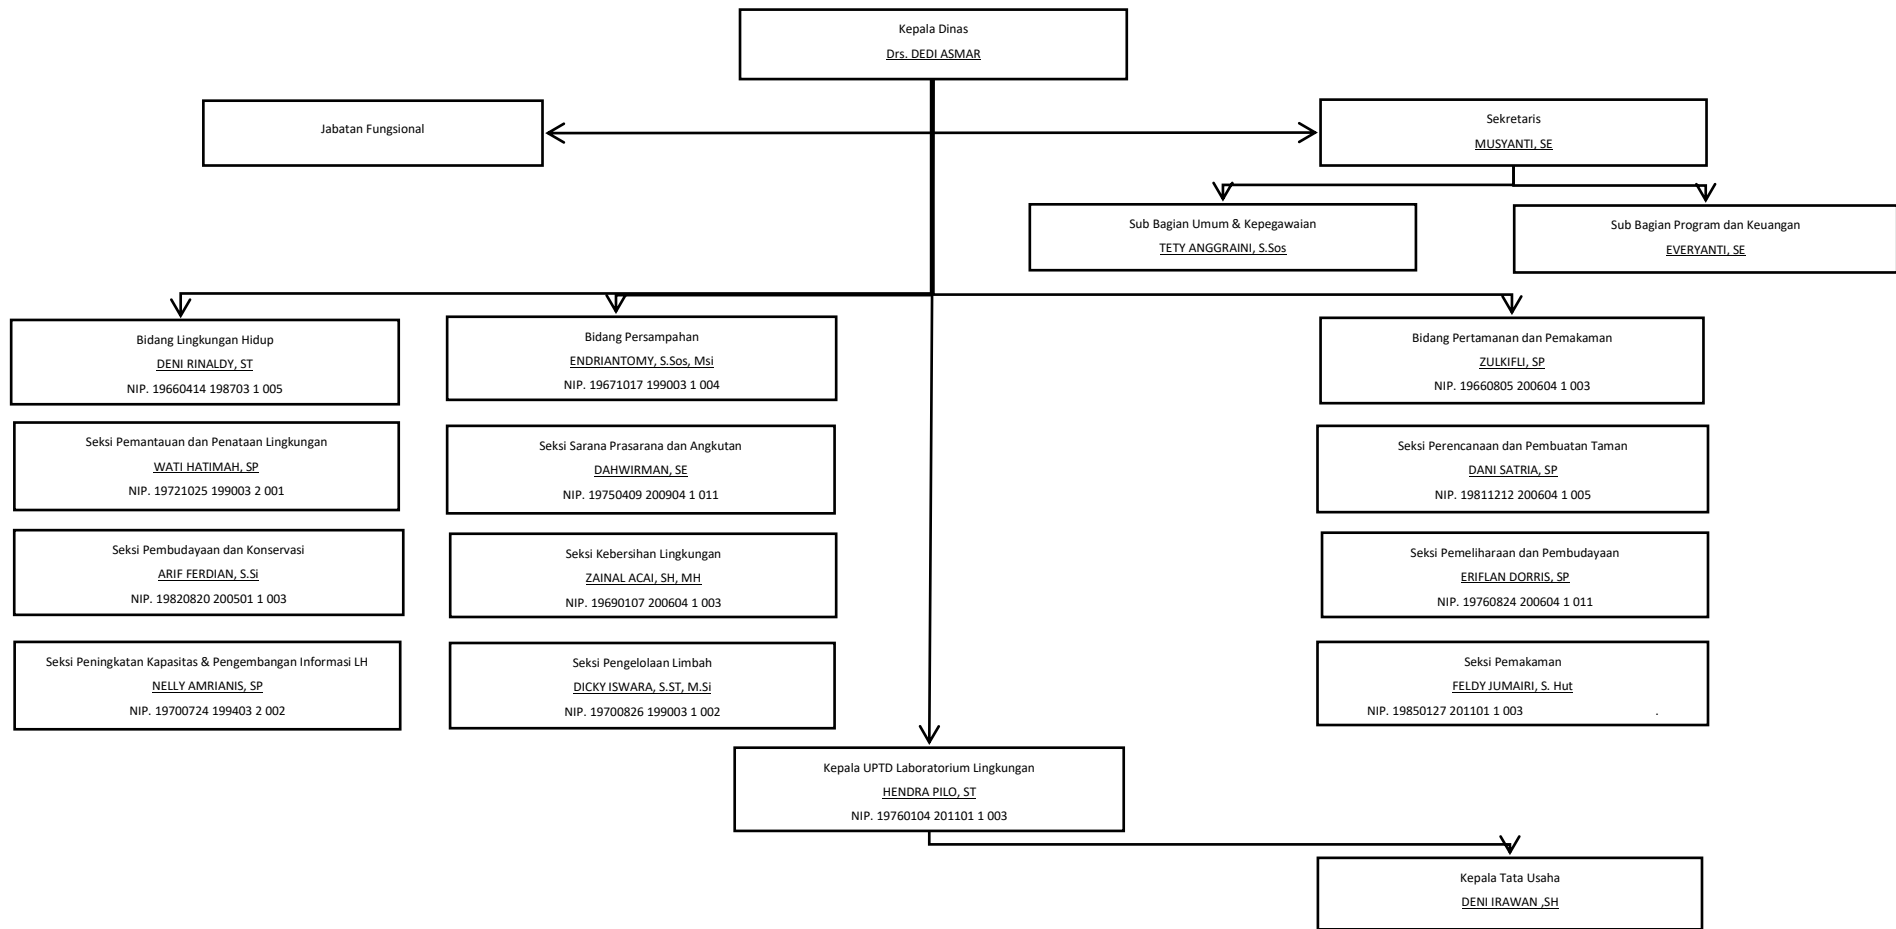 Kepala Dinas
Drs. DEDI ASMAR
Jabatan Fungsional
Sekretaris
MUSYANTI, SE
Sub Bagian Umum & Kepegawaian
TETY ANGGRAINI, S.Sos
Sub Bagian Program dan Keuangan
EVERYANTI, SE
Bidang Lingkungan Hidup
DENI RINALDY, ST
NIP. 19660414 198703 1 005
Bidang Persampahan
ENDRIANTOMY, S.Sos, Msi
NIP. 19671017 199003 1 004
Bidang Pertamanan dan Pemakaman
ZULKIFLI, SP
NIP. 19660805 200604 1 003
Seksi Pemantauan dan Penataan Lingkungan
WATI HATIMAH, SP
NIP. 19721025 199003 2 001
Seksi Sarana Prasarana dan Angkutan
DAHWIRMAN, SE
NIP. 19750409 200904 1 011
Seksi Perencanaan dan Pembuatan Taman
DANI SATRIA, SP
NIP. 19811212 200604 1 005
Seksi Pembudayaan dan Konservasi
ARIF FERDIAN, S.Si
NIP. 19820820 200501 1 003
Seksi Kebersihan Lingkungan
ZAINAL ACAI, SH, MH
NIP. 19690107 200604 1 003
Seksi Pemeliharaan dan Pembudayaan
ERIFLAN DORRIS, SP
NIP. 19760824 200604 1 011
Seksi Peningkatan Kapasitas & Pengembangan Informasi LH
NELLY AMRIANIS, SP
NIP. 19700724 199403 2 002
Seksi Pengelolaan Limbah
DICKY ISWARA, S.ST, M.Si
NIP. 19700826 199003 1 002
Seksi Pemakaman
FELDY JUMAIRI, S. Hut
NIP. 19850127 201101 1 003 .
Kepala UPTD Laboratorium Lingkungan
HENDRA PILO, ST
NIP. 19760104 201101 1 003
Kepala Tata Usaha
DENI IRAWAN ,SH